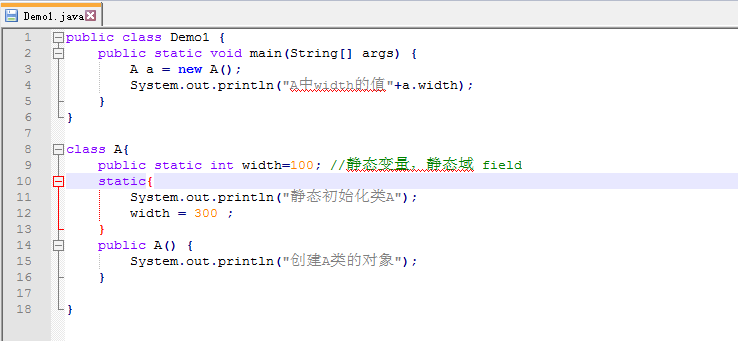 Demo1.java
1 public class Demo1 {
2 public static void main(String[] args) {
3 A a = new A();
4 System.out.println("A中width的值"+a.width);
5 }
6 }
7
8 class A{
9 public static int width=100; //静态变量，静态域 field
10 static{
11 System.out.println("静态初始化类A");
12 width = 300 ;
13 }
14 public A() {
15 System.out.println("创建A类的对象");
16 }
17
18 }